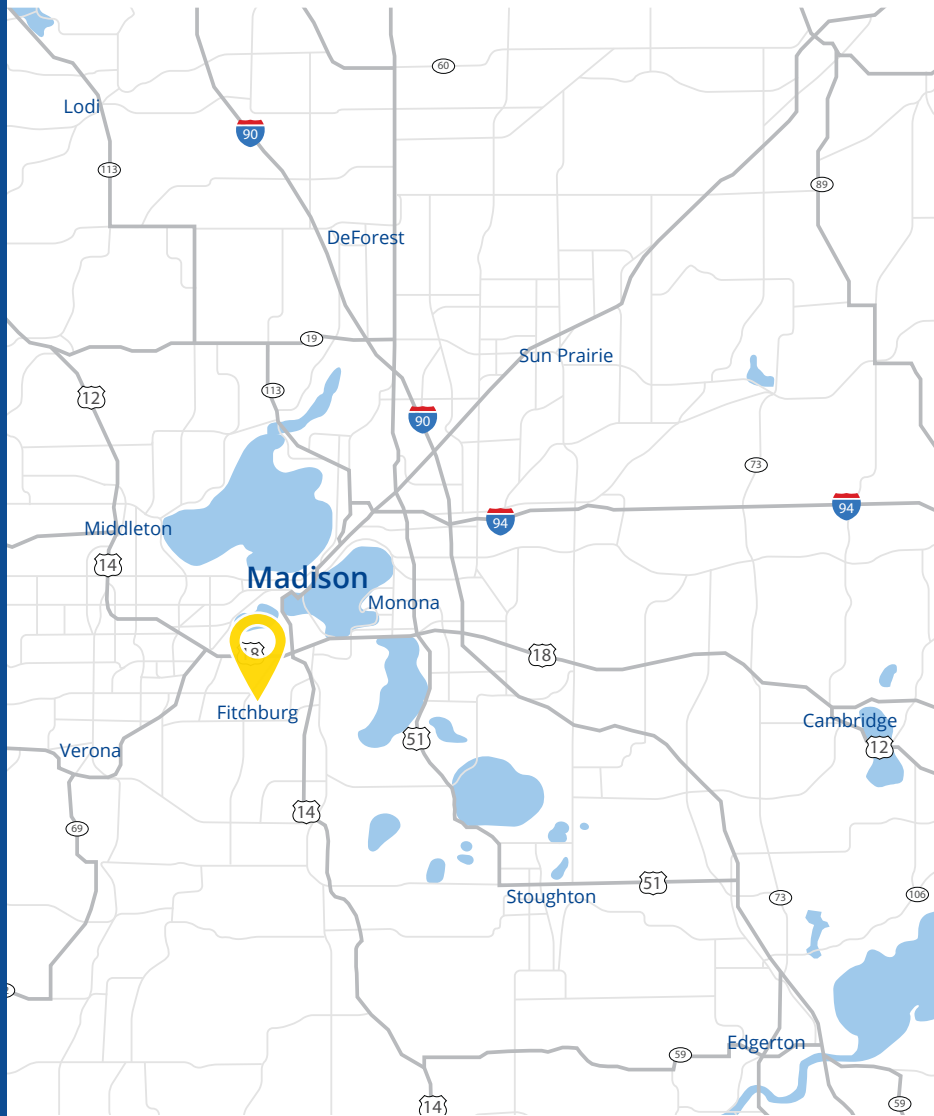 60
Lodi
90
113
89
DeForest
19
Sun Prairie
113
12
90
73
94
94
Middleton
14
Madison
Monona
18
18
Fitchburg
Cambridge
51
12
Verona
14
69
51
Stoughton
73
106
Edgerton
59
59
14